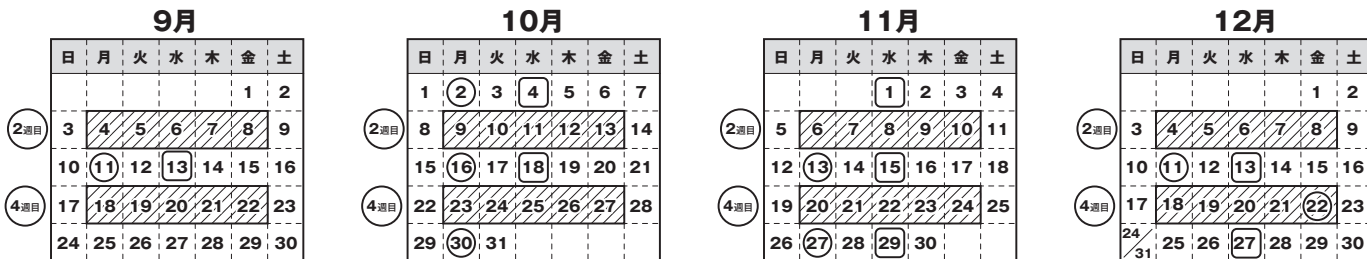 9月
日 月 火 水 木 金 土
1 2
2週目 3 4 5 6 7 8 9
10 11 12 13 14 15 16
4週目 17 18 19 20 21 22 23
24 25 26 27 28 29 30
10月
日 月 火 水 木 金 土
1 2 3 4 5 6 7
2週目 8 9 10 11 12 13 14
15 16 17 18 19 20 21
4週目 22 23 24 25 26 27 28
29 30 31
11月
日 月 火 水 木 金 土
1 2 3 4
2週目 5 6 7 8 9 10 11
12 13 14 15 16 17 18
4週目 19 20 21 22 23 24 25
26 27 28 29 30
12月
日 月 火 水 木 金 土
1 2
2週目 3 4 5 6 7 8 9
10 11 12 13 14 15 16
4週目 17 18 19 20 21 22 23
24/31 25 26 27 28 29 30